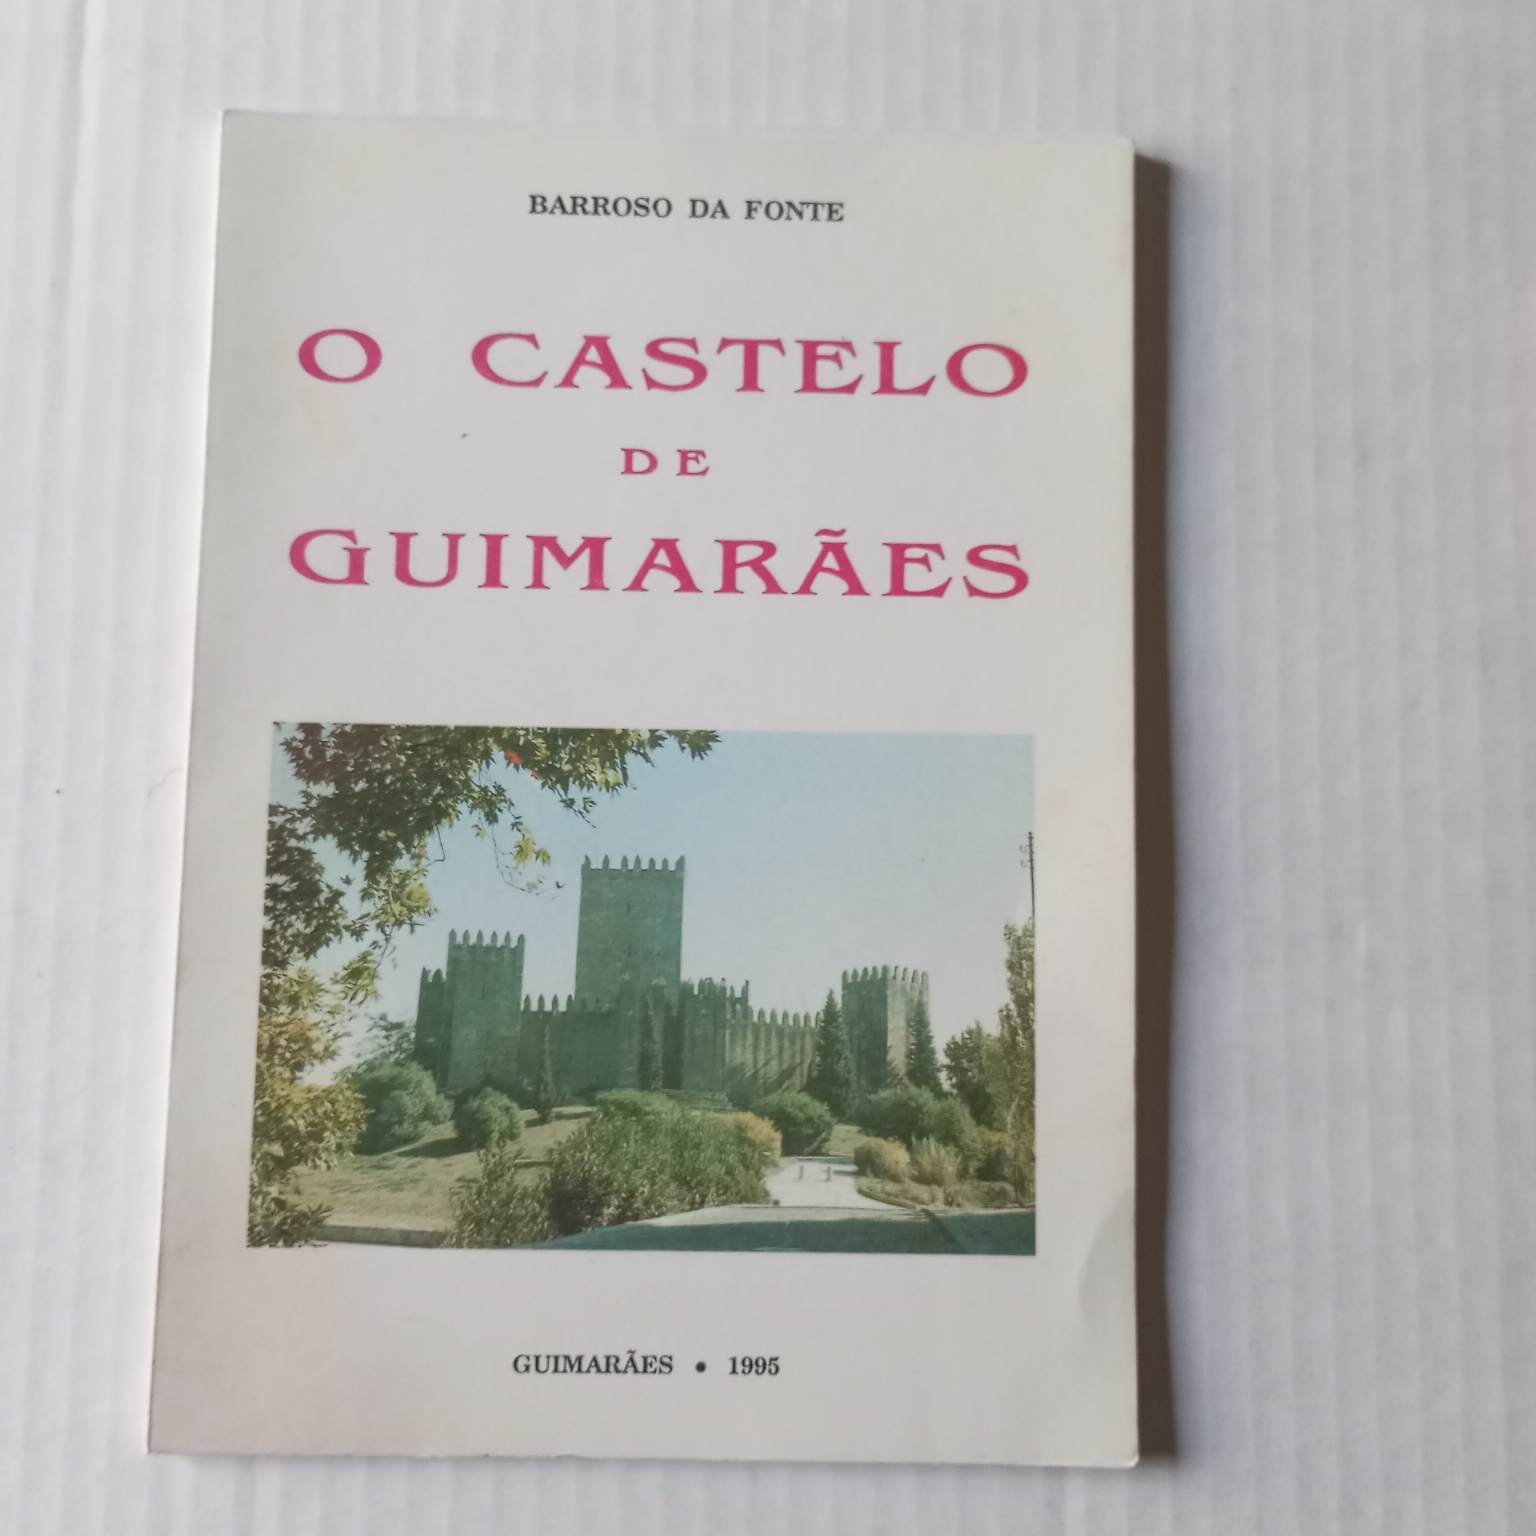 BARROSO DA FONTE
O CASTELO
DE
GUIMARÃES
GUIMARÃES • 1995